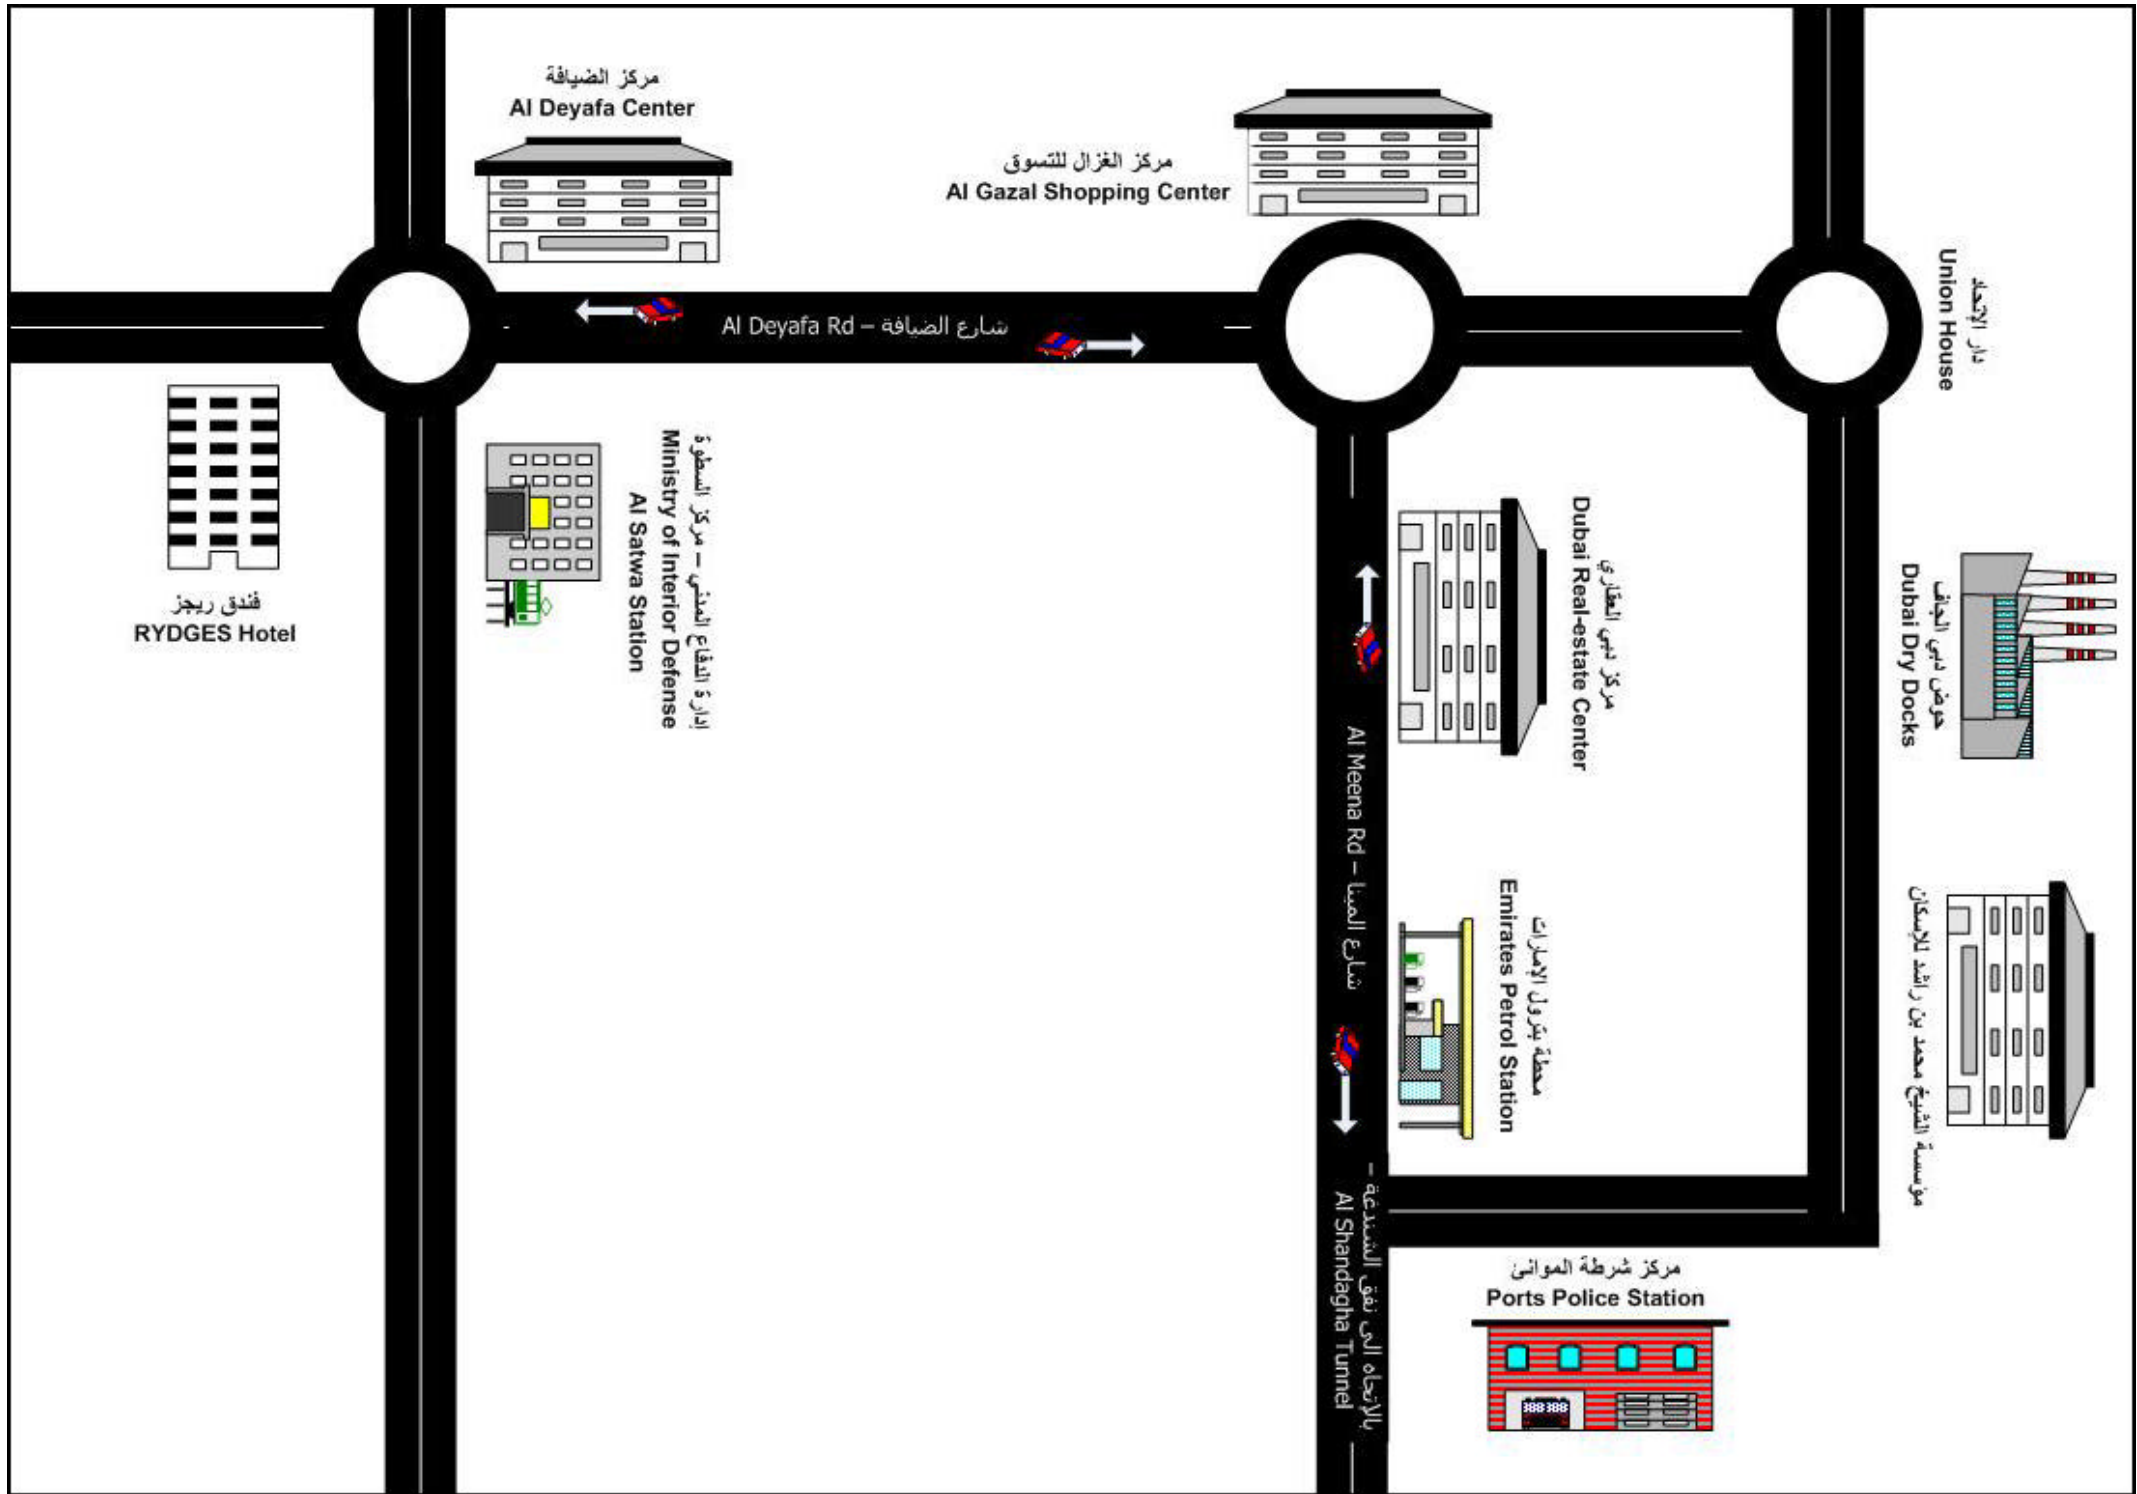 مركز الضيافة
Al Deyafa Center
مركز الغزال للتسوق
Al Gazal Shopping Center
دار الإتحاد
Union House
Al Deyafa Rd – شارع الضيافة
فندق ريجز
RYDGES Hotel
إدارة الدفاع المدني – مركز السطوة
Ministry of Interior Defense
Al Satwa Station
مركز دبي العقاري
Dubai Real-estate Center
حوض دبي الجاف
Dubai Dry Docks
Al Meena Rd – شارع المينا
محطة بترول الإمارات
Emirates Petrol Station
مؤسسة الشيخ محمد بن راشد للإسكان
بالإتجاه الى نفق الشندغة –
Al Shandagha Tunnel
مركز شرطة الموانئ
Ports Police Station